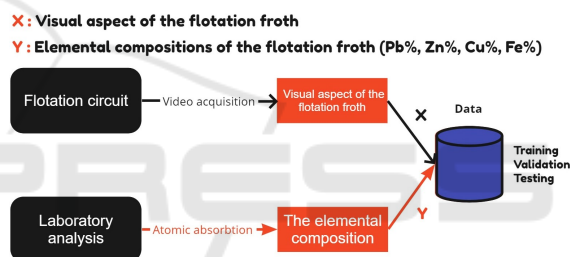 X : Visual aspect of the flotation froth
Y : Elemental compositions of the flotation froth (Pb%, Zn%, Cu%, Fe%)
Flotation circuit
Video acquisition
Visual aspect of the
flotation froth
X
Data
Training
Validation
Testing
Laboratory
analysis
Atomic absorbtion
The elemental
composition
Y
PRESS